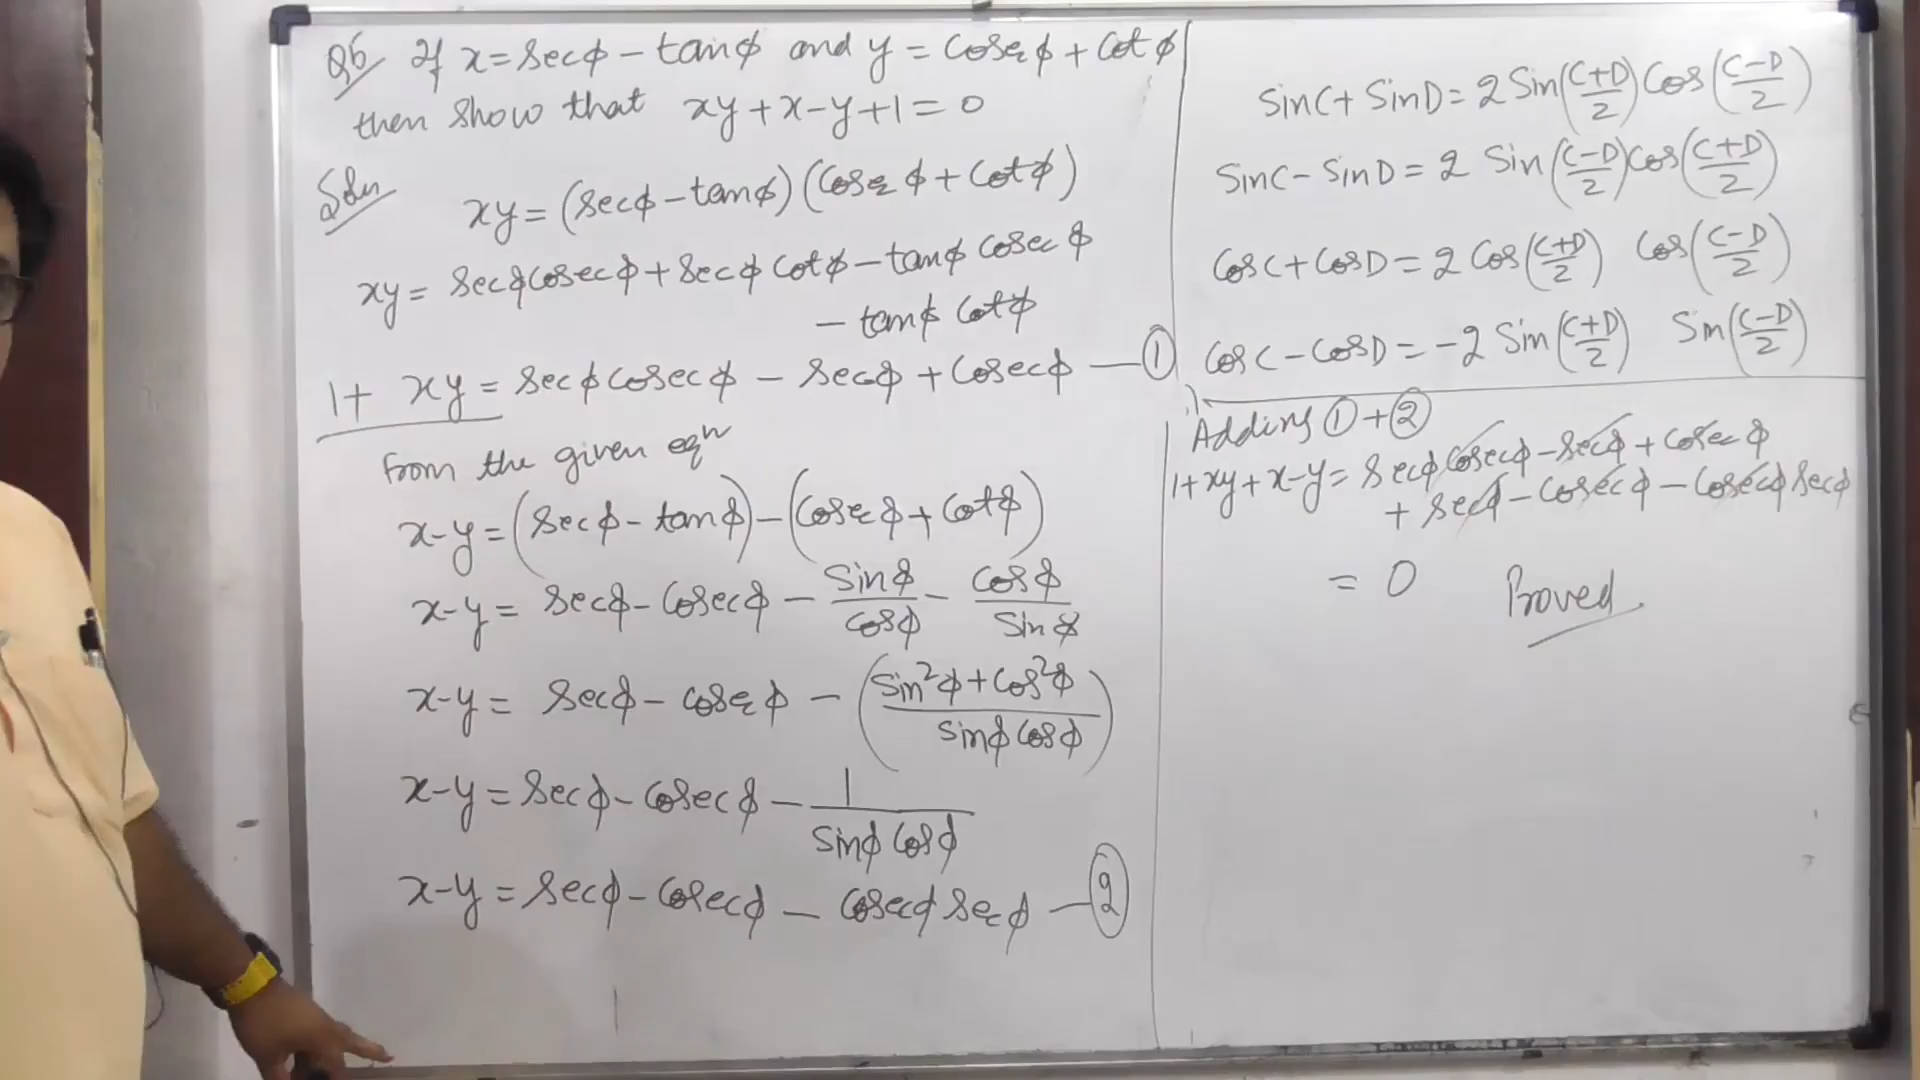 Q6 If x = secϕ - tanϕ and y = Cosecϕ + Cotϕ
then show that xy + x - y + 1 = 0
Soln
xy = (secϕ - tanϕ) (Cosecϕ + Cotϕ)
xy = secϕ cosecϕ + secϕ cotϕ - tanϕ cosecϕ
- tanϕ cotϕ
1 + xy = secϕ cosecϕ - secϕ + cosecϕ — ①
from the given eqn
x - y = (secϕ - tanϕ) - (cosecϕ + cotϕ)
x - y = secϕ - cosecϕ - Sinϕ/Cosϕ - Cosϕ/Sinϕ
x - y = secϕ - cosecϕ - ((Sin²ϕ + Cos²ϕ)/(sinϕ cosϕ))
x - y = secϕ - cosecϕ - 1/(sinϕ cosϕ)
x - y = secϕ - cosecϕ - cosecϕ secϕ — ②
SinC + SinD = 2 Sin((C+D)/2) Cos((C-D)/2)
SinC - SinD = 2 Sin((C-D)/2) Cos((C+D)/2)
CosC + CosD = 2 Cos((C+D)/2) Cos((C-D)/2)
CosC - CosD = -2 Sin((C+D)/2) Sin((C-D)/2)
Adding ① + ②
1 + xy + x - y = secϕ cosecϕ - secϕ + cosecϕ
+ secϕ - cosecϕ - cosecϕ secϕ
= 0 Proved